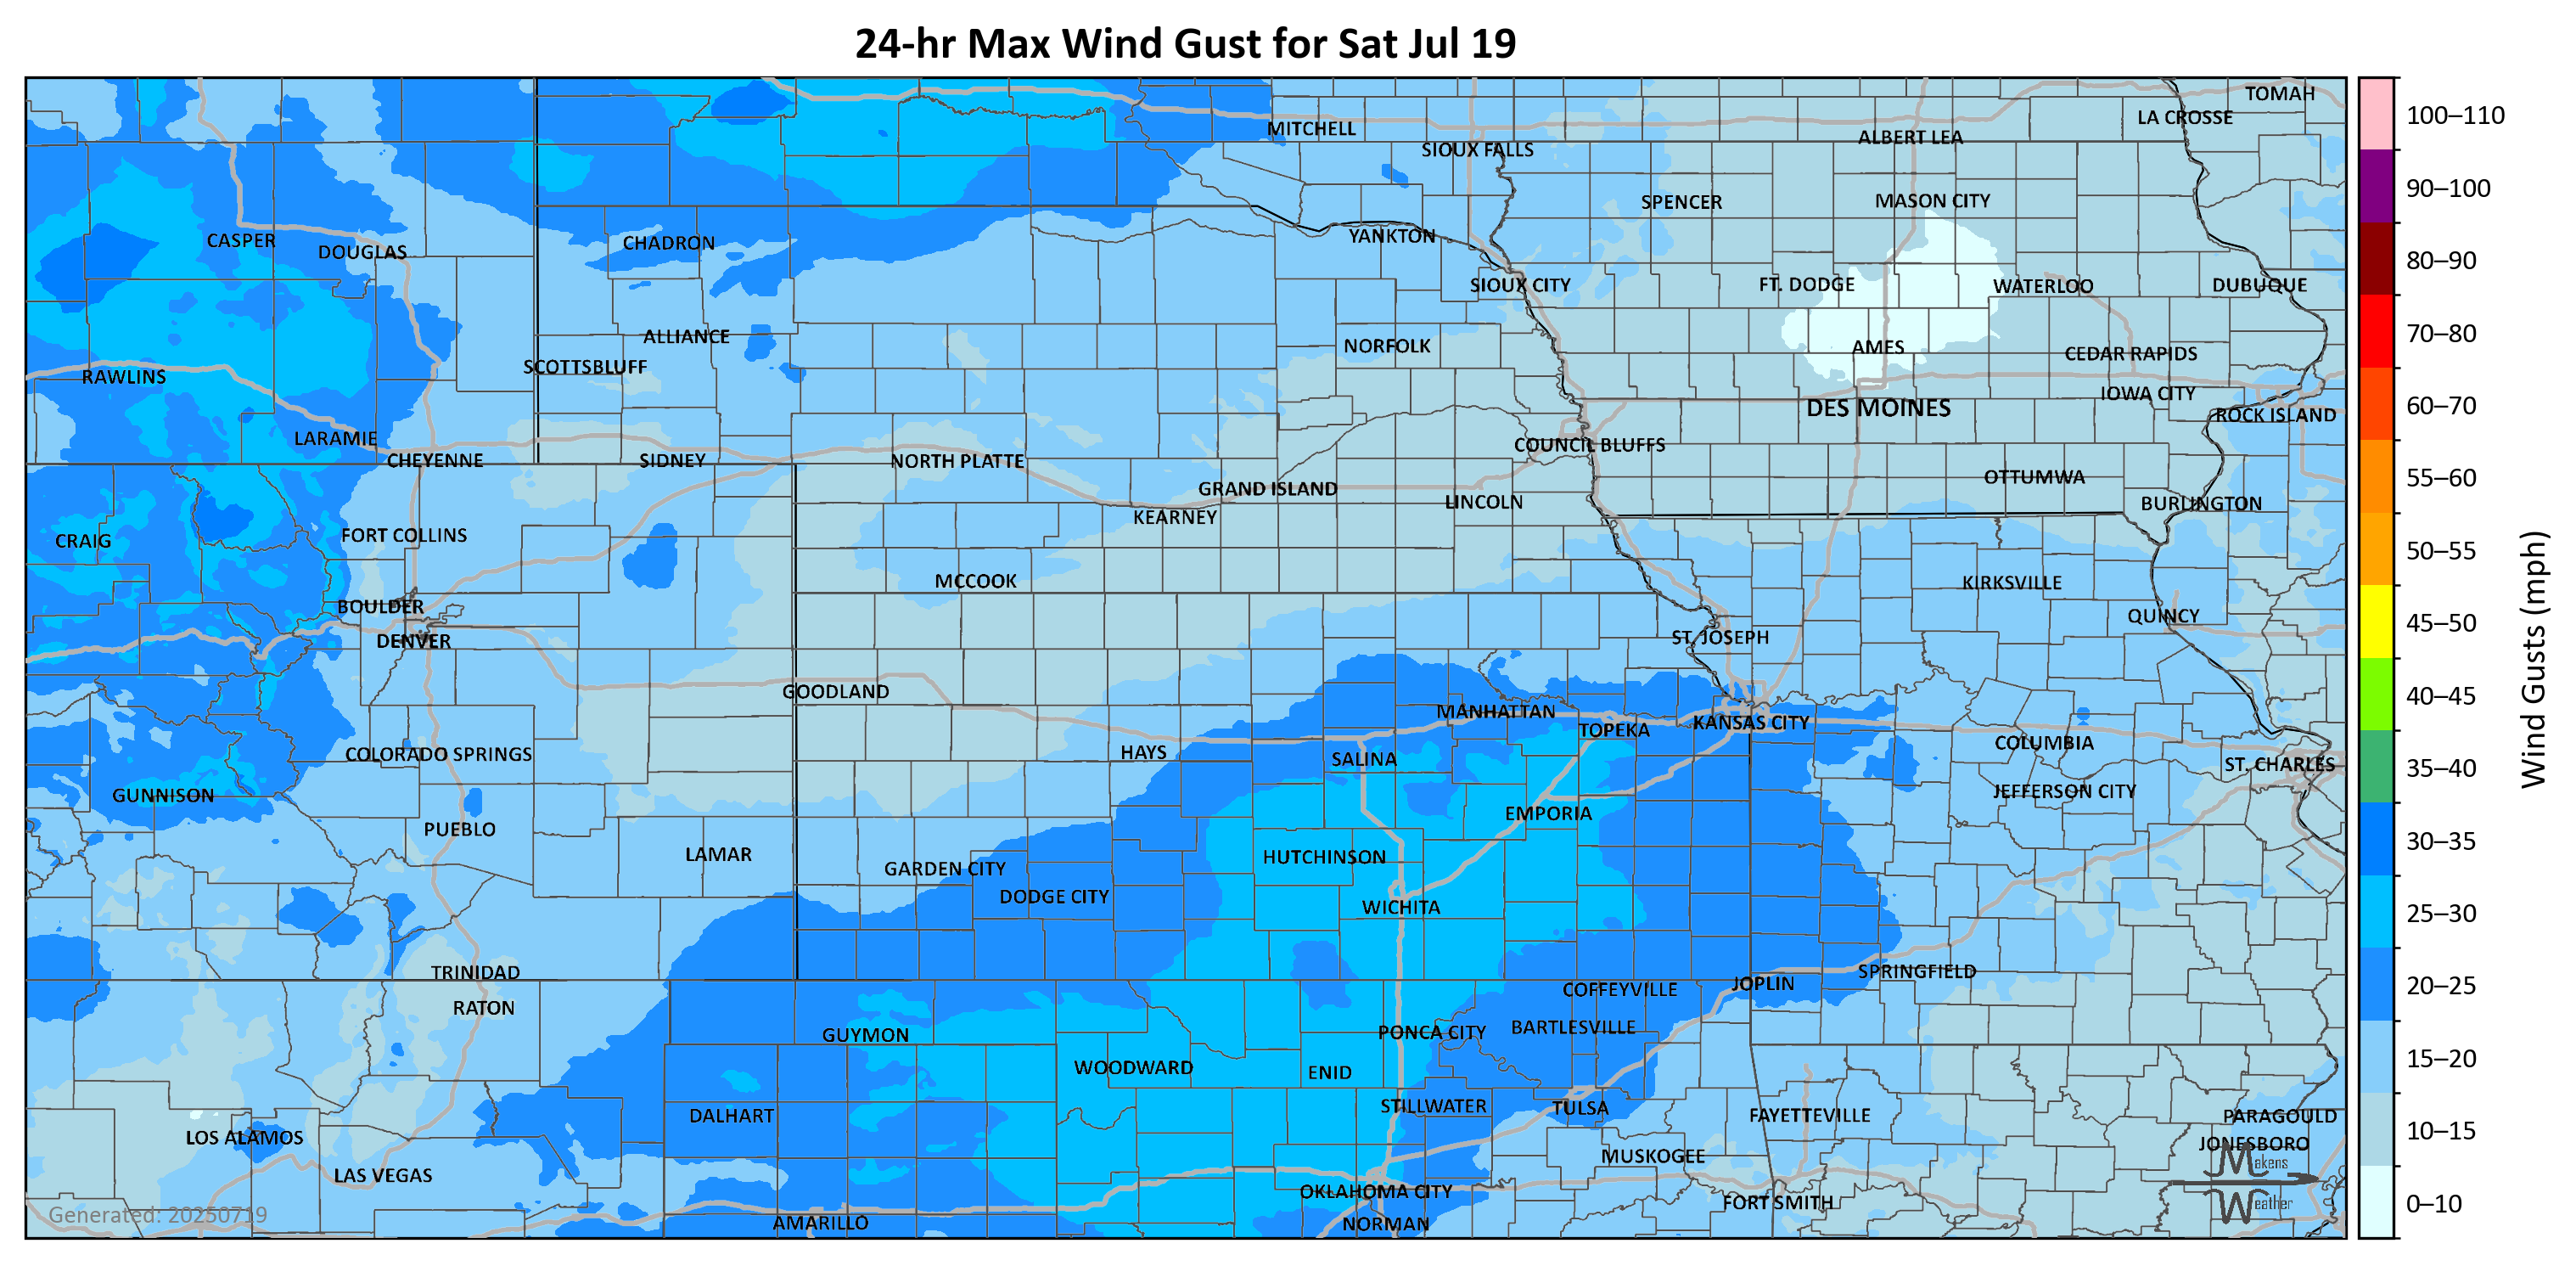 24-hr Max Wind Gust for Sat Jul 19
TOMAH
LA CROSSE
MITCHELL
ALBERT LEA
SIOUX FALLS
SPENCER
MASON CITY
CASPER
DOUGLAS
CHADRON
YANKTON
SIOUX CITY
FT. DODGE
WATERLOO
DUBUQUE
ALLIANCE
NORFOLK
AMES
CEDAR RAPIDS
SCOTTSBLUFF
RAWLINS
IOWA CITY
DES MOINES
ROCK ISLAND
LARAMIE
COUNCIL BLUFFS
CHEYENNE
SIDNEY
NORTH PLATTE
OTTUMWA
GRAND ISLAND
LINCOLN
BURLINGTON
KEARNEY
FORT COLLINS
CRAIG
MCCOOK
KIRKSVILLE
BOULDER
QUINCY
DENVER
ST. JOSEPH
GOODLAND
MANHATTAN
KANSAS CITY
TOPEKA
COLUMBIA
COLORADO SPRINGS
HAYS
SALINA
ST. CHARLES
GUNNISON
JEFFERSON CITY
EMPORIA
PUEBLO
LAMAR
HUTCHINSON
GARDEN CITY
DODGE CITY
WICHITA
TRINIDAD
SPRINGFIELD
JOPLIN
COFFEYVILLE
RATON
BARTLESVILLE
GUYMON
PONCA CITY
WOODWARD
ENID
STILLWATER
TULSA
DALHART
FAYETTEVILLE
PARAGOULD
LOS ALAMOS
JONESBORO
MUSKOGEE
LAS VEGAS
OKLAHOMA CITY
FORT SMITH
AMARILLO
NORMAN
Generated: 20250719
Makens
Weather
100–110
90–100
80–90
70–80
60–70
55–60
50–55
45–50
40–45
35–40
30–35
25–30
20–25
15–20
10–15
0–10
Wind Gusts (mph)